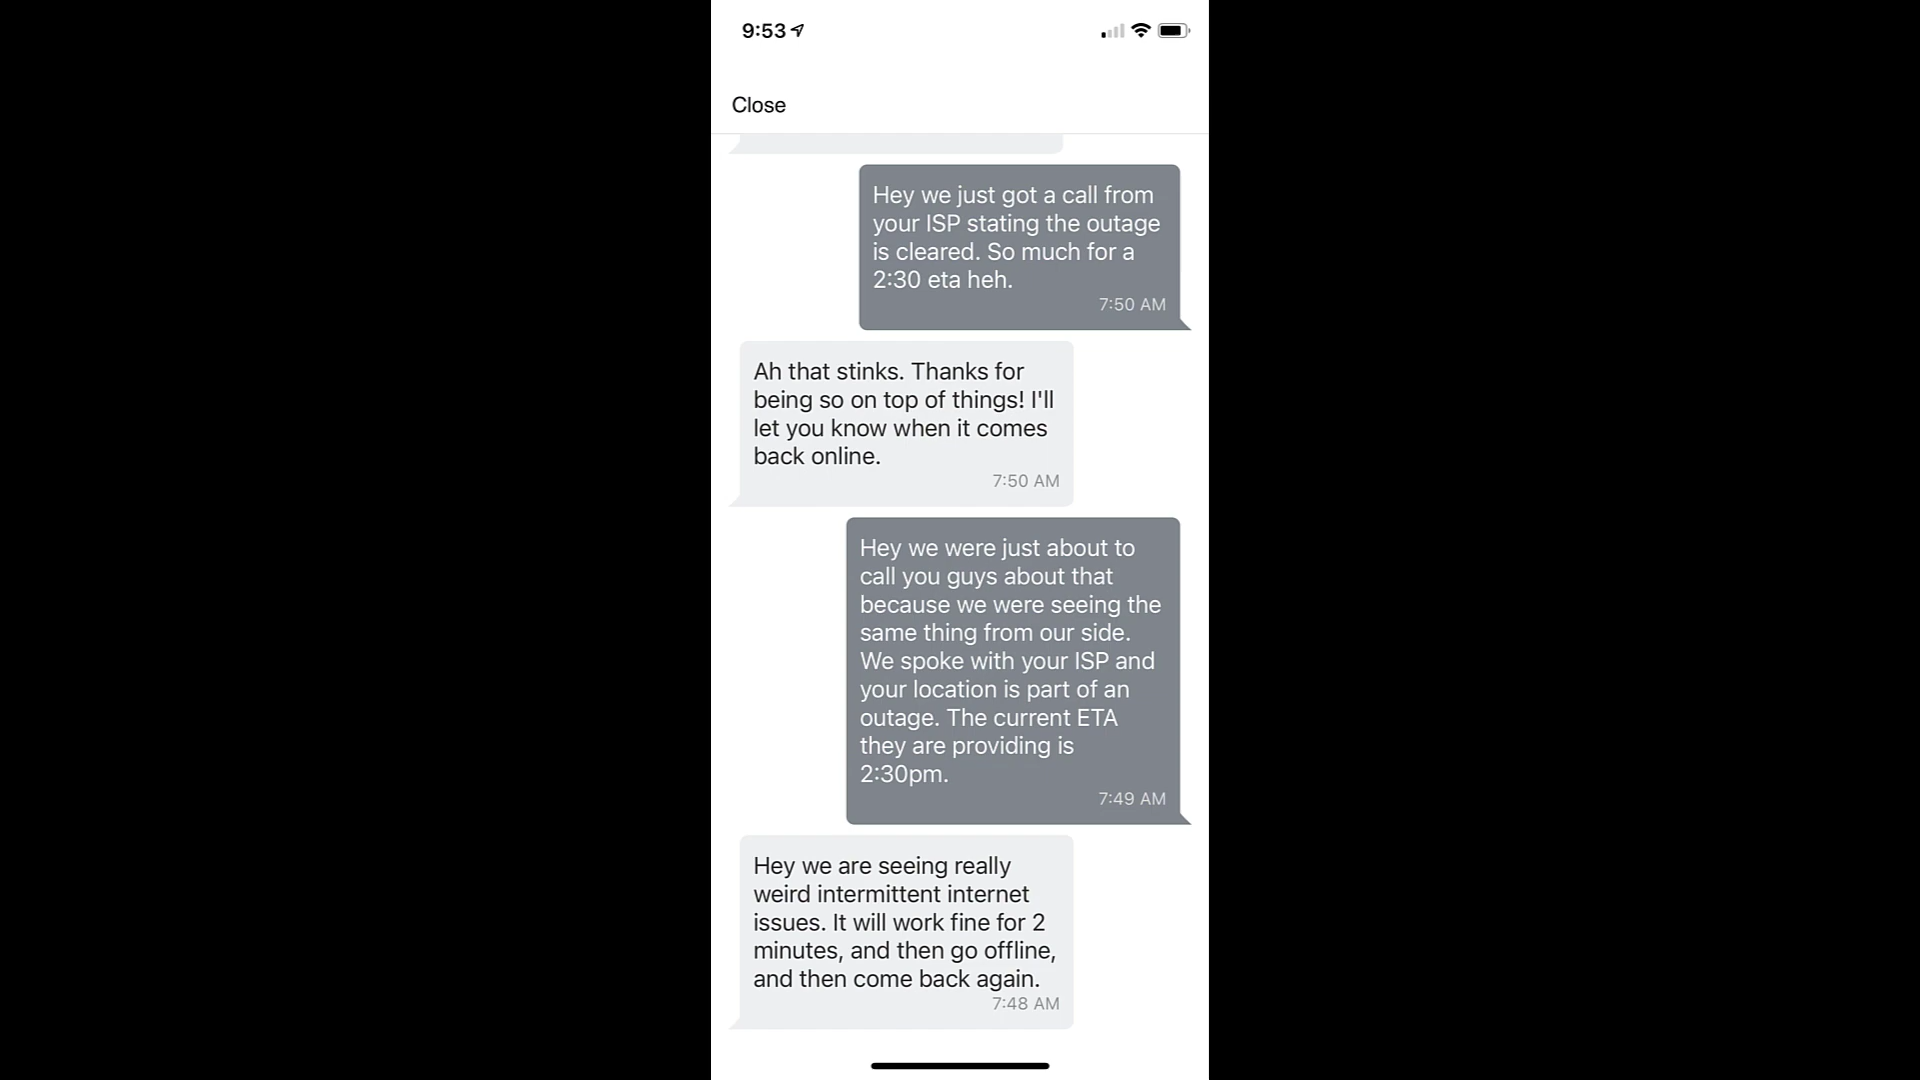 9:53
Close
Hey we just got a call from
your ISP stating the outage
is cleared. So much for a
2:30 eta heh.
7:50 AM
Ah that stinks. Thanks for
being so on top of things! I'll
let you know when it comes
back online.
7:50 AM
Hey we were just about to
call you guys about that
because we were seeing the
same thing from our side.
We spoke with your ISP and
your location is part of an
outage. The current ETA
they are providing is
2:30pm.
7:49 AM
Hey we are seeing really
weird intermittent internet
issues. It will work fine for 2
minutes, and then go offline,
and then come back again.
7:48 AM